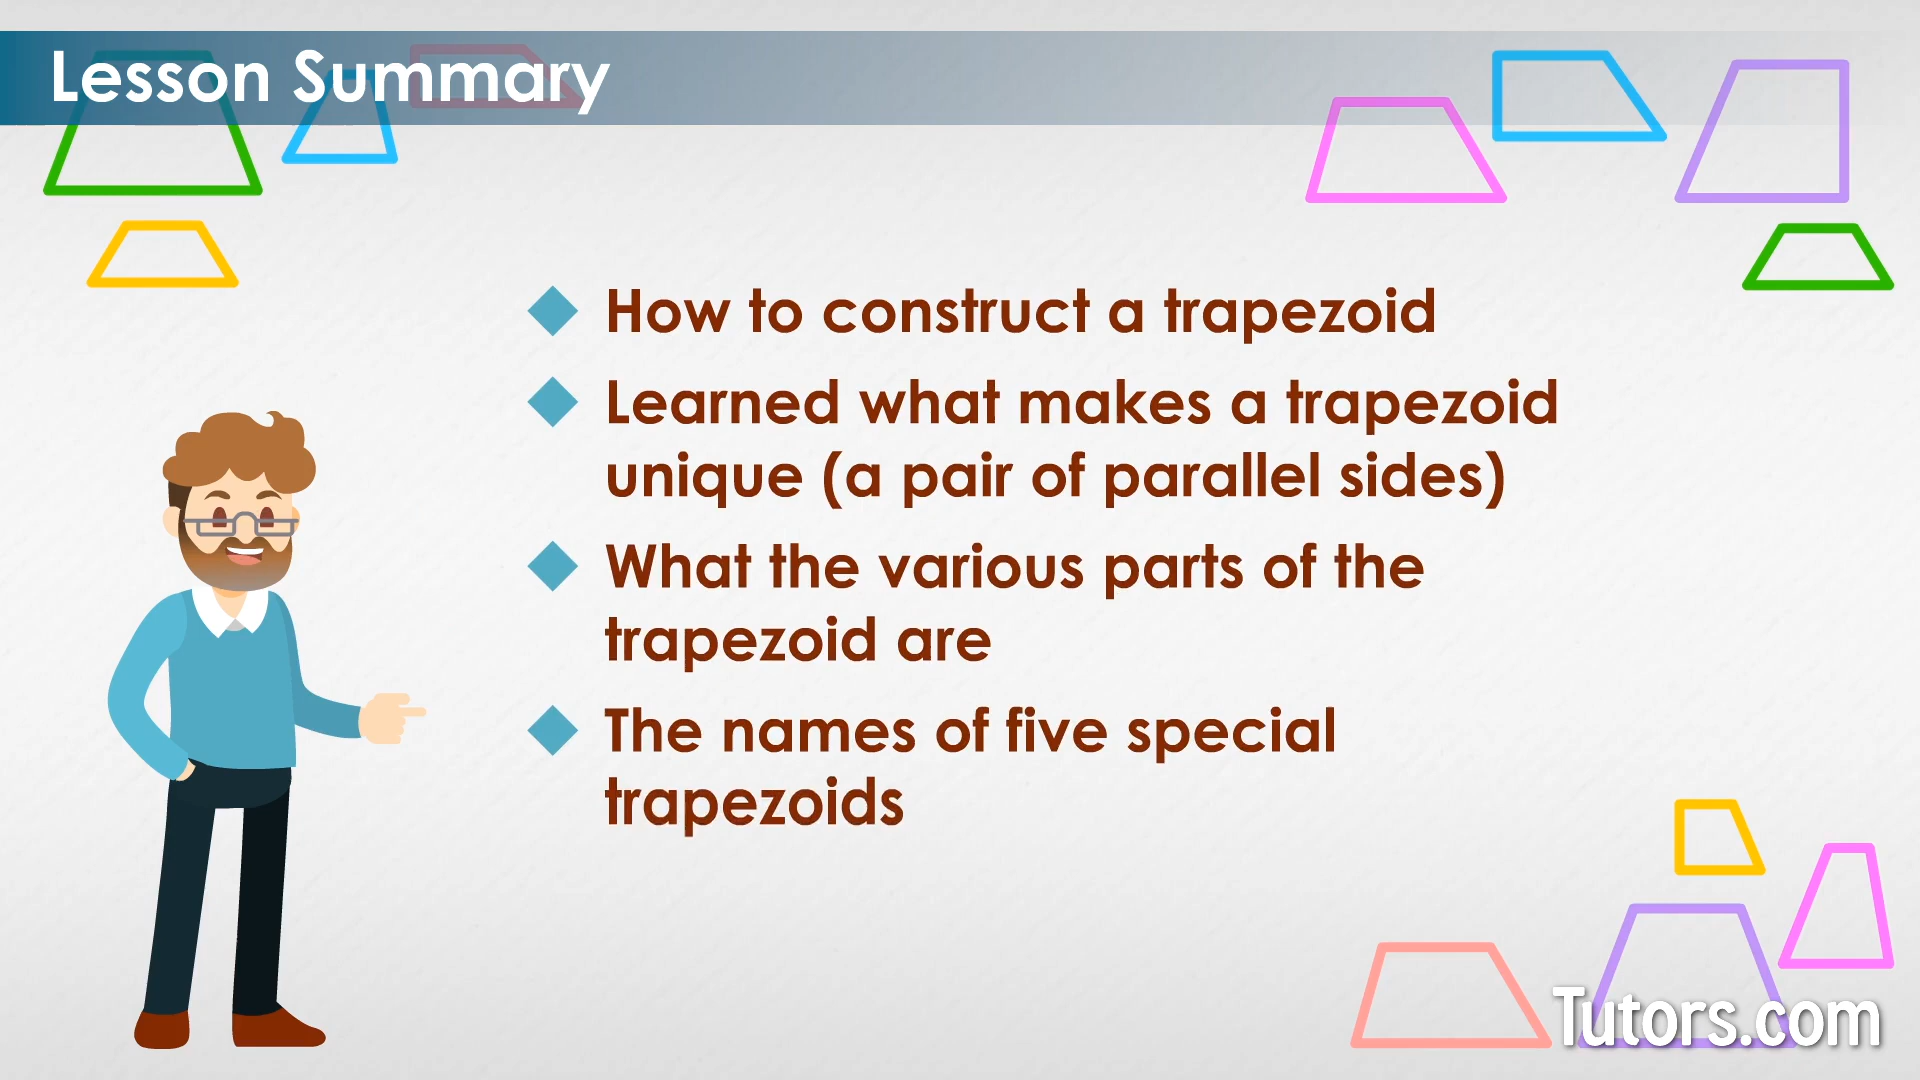 Lesson Summary
How to construct a trapezoid
Learned what makes a trapezoid
unique (a pair of parallel sides)
What the various parts of the
trapezoid are
The names of five special
trapezoids
Tutors.com